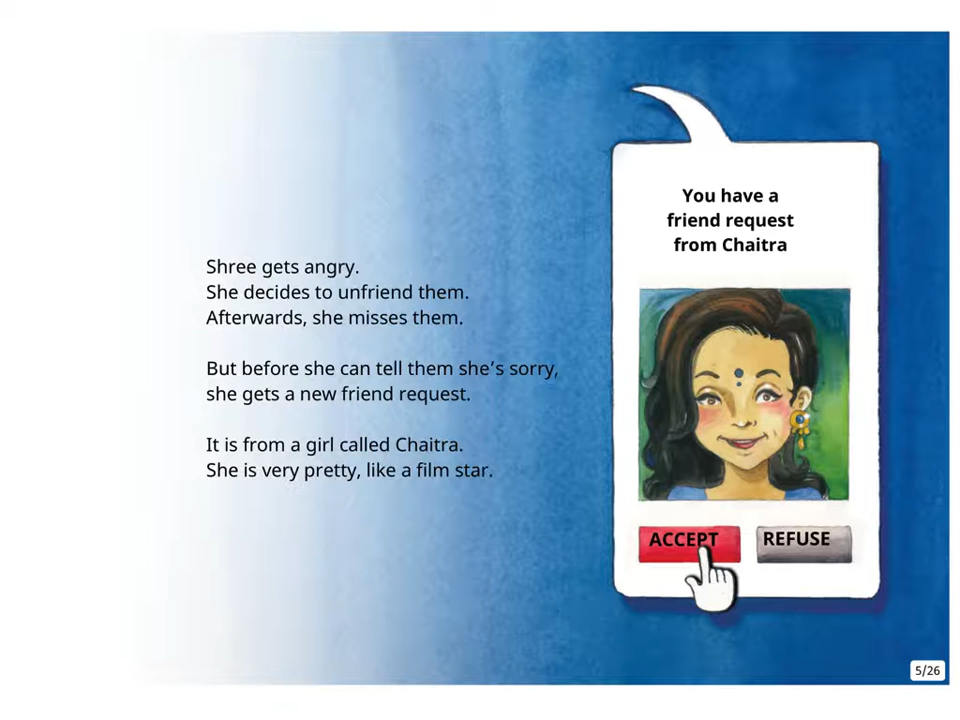 Shree gets angry.
She decides to unfriend them.
Afterwards, she misses them.
But before she can tell them she’s sorry,
she gets a new friend request.
It is from a girl called Chaitra.
She is very pretty, like a film star.
You have a
friend request
from Chaitra
ACCEPT
REFUSE
5/26